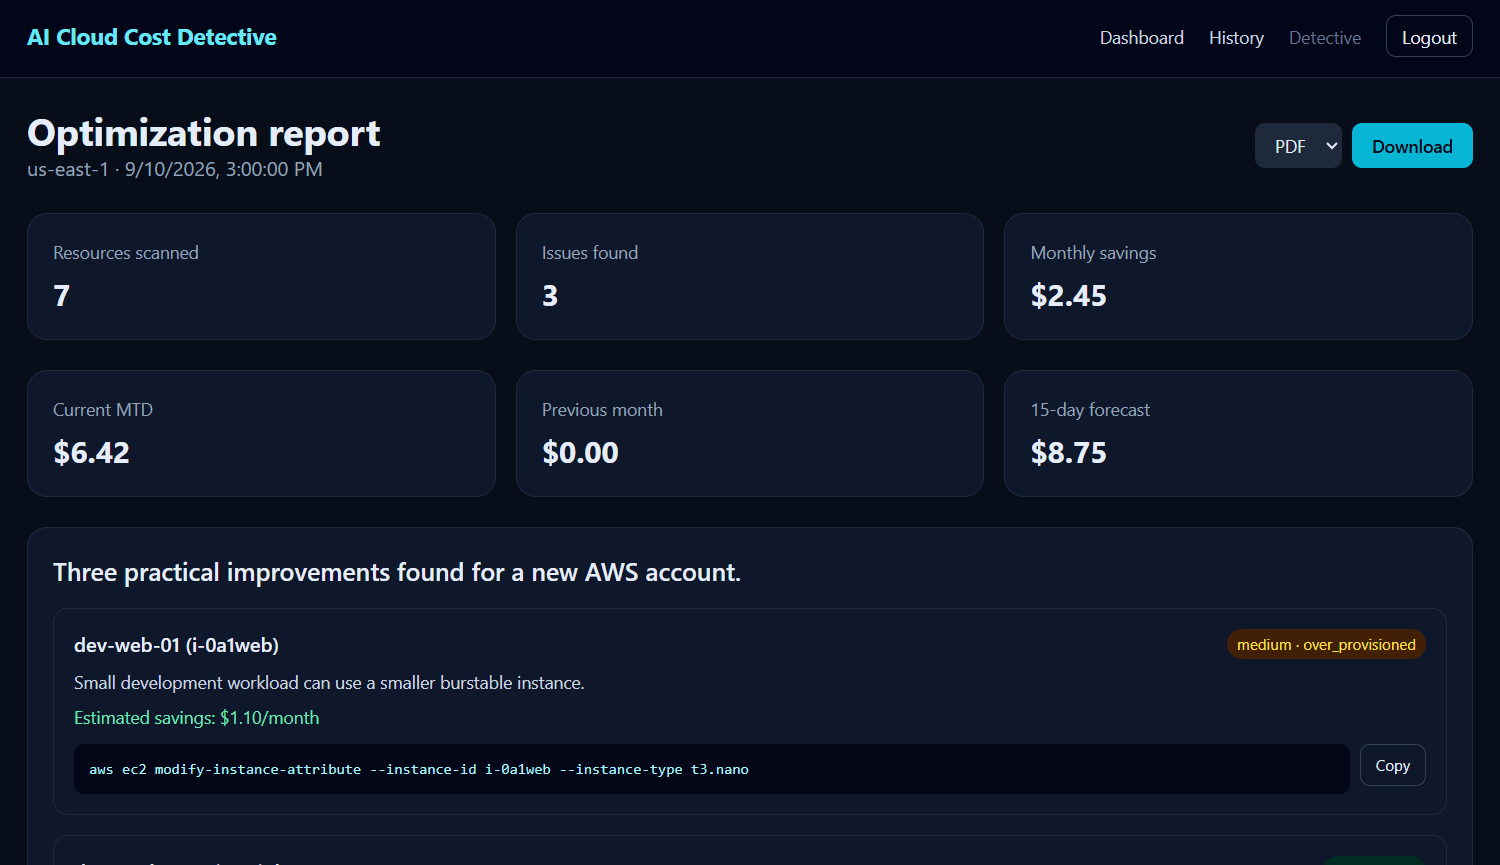 AI Cloud Cost Detective
Dashboard History Detective Logout
Optimization report
us-east-1 · 9/10/2026, 3:00:00 PM
PDF Download
Resources scanned
7
Issues found
3
Monthly savings
$2.45
Current MTD
$6.42
Previous month
$0.00
15-day forecast
$8.75
Three practical improvements found for a new AWS account.
dev-web-01 (i-0a1web)
medium · over_provisioned
Small development workload can use a smaller burstable instance.
Estimated savings: $1.10/month
aws ec2 modify-instance-attribute --instance-id i-0a1web --instance-type t3.nano
Copy